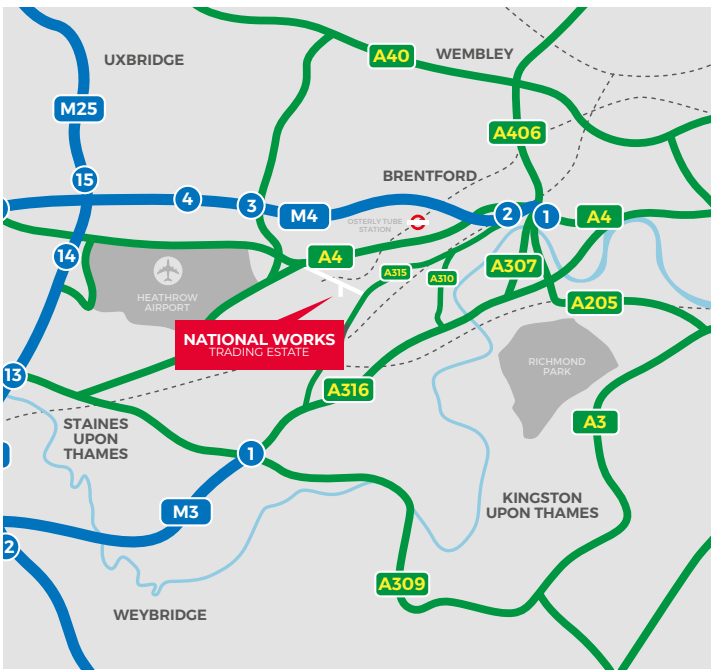 UXBRIDGE
A40
WEMBLEY
M25
A406
15
BRENTFORD
4
3
M4
2
1
A4
OSTERLY TUBE
STATION
14
A4
A315
A310
A307
HEATHROW
AIRPORT
A205
NATIONAL WORKS
TRADING ESTATE
RICHMOND
PARK
13
A316
A3
STAINES
UPON
THAMES
1
M3
KINGSTON
UPON THAMES
2
A309
WEYBRIDGE